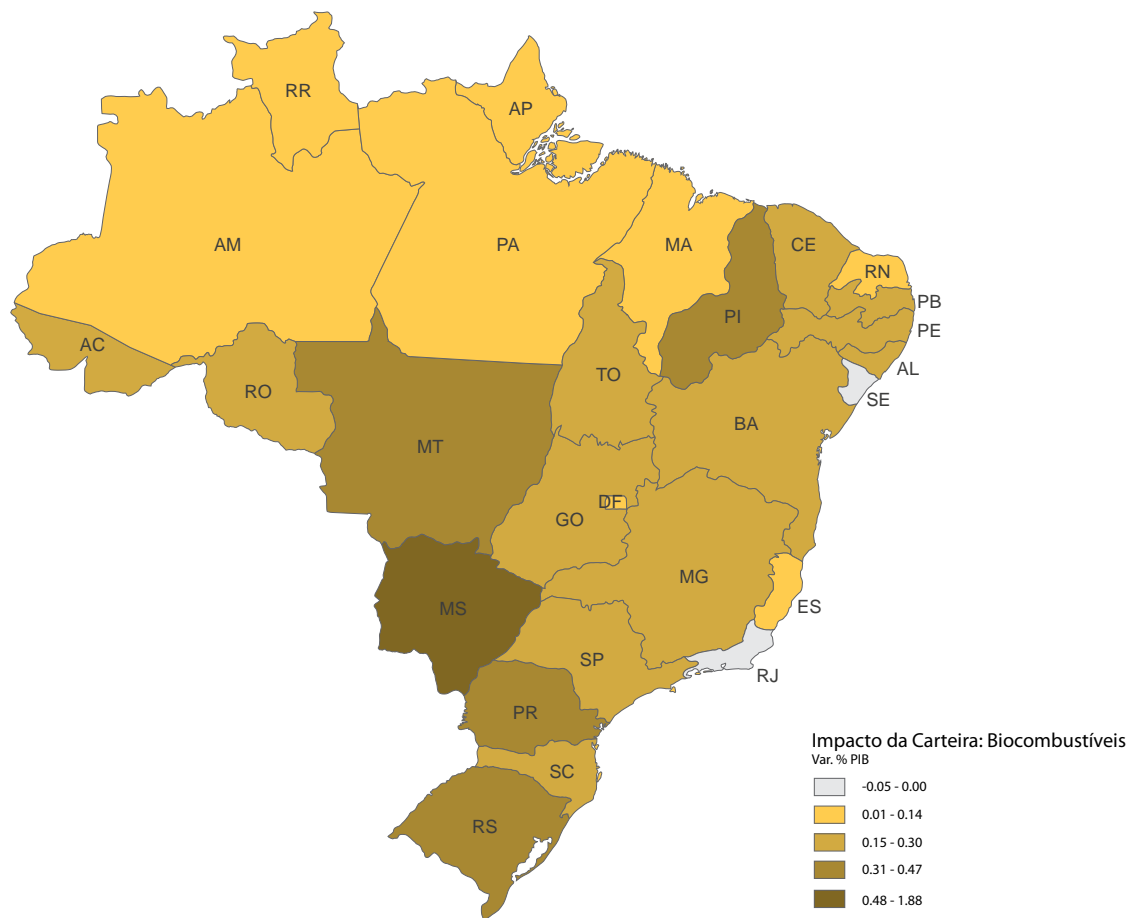 RR
AP
AM
PA
MA
CE
RN
PB
PI
PE
AC
AL
TO
RO
SE
BA
MT
DF
GO
MG
MS
ES
SP
RJ
PR
SC
RS
Impacto da Carteira: Biocombustíveis
Var. % PIB
-0.05 - 0.00
0.01 - 0.14
0.15 - 0.30
0.31 - 0.47
0.48 - 1.88